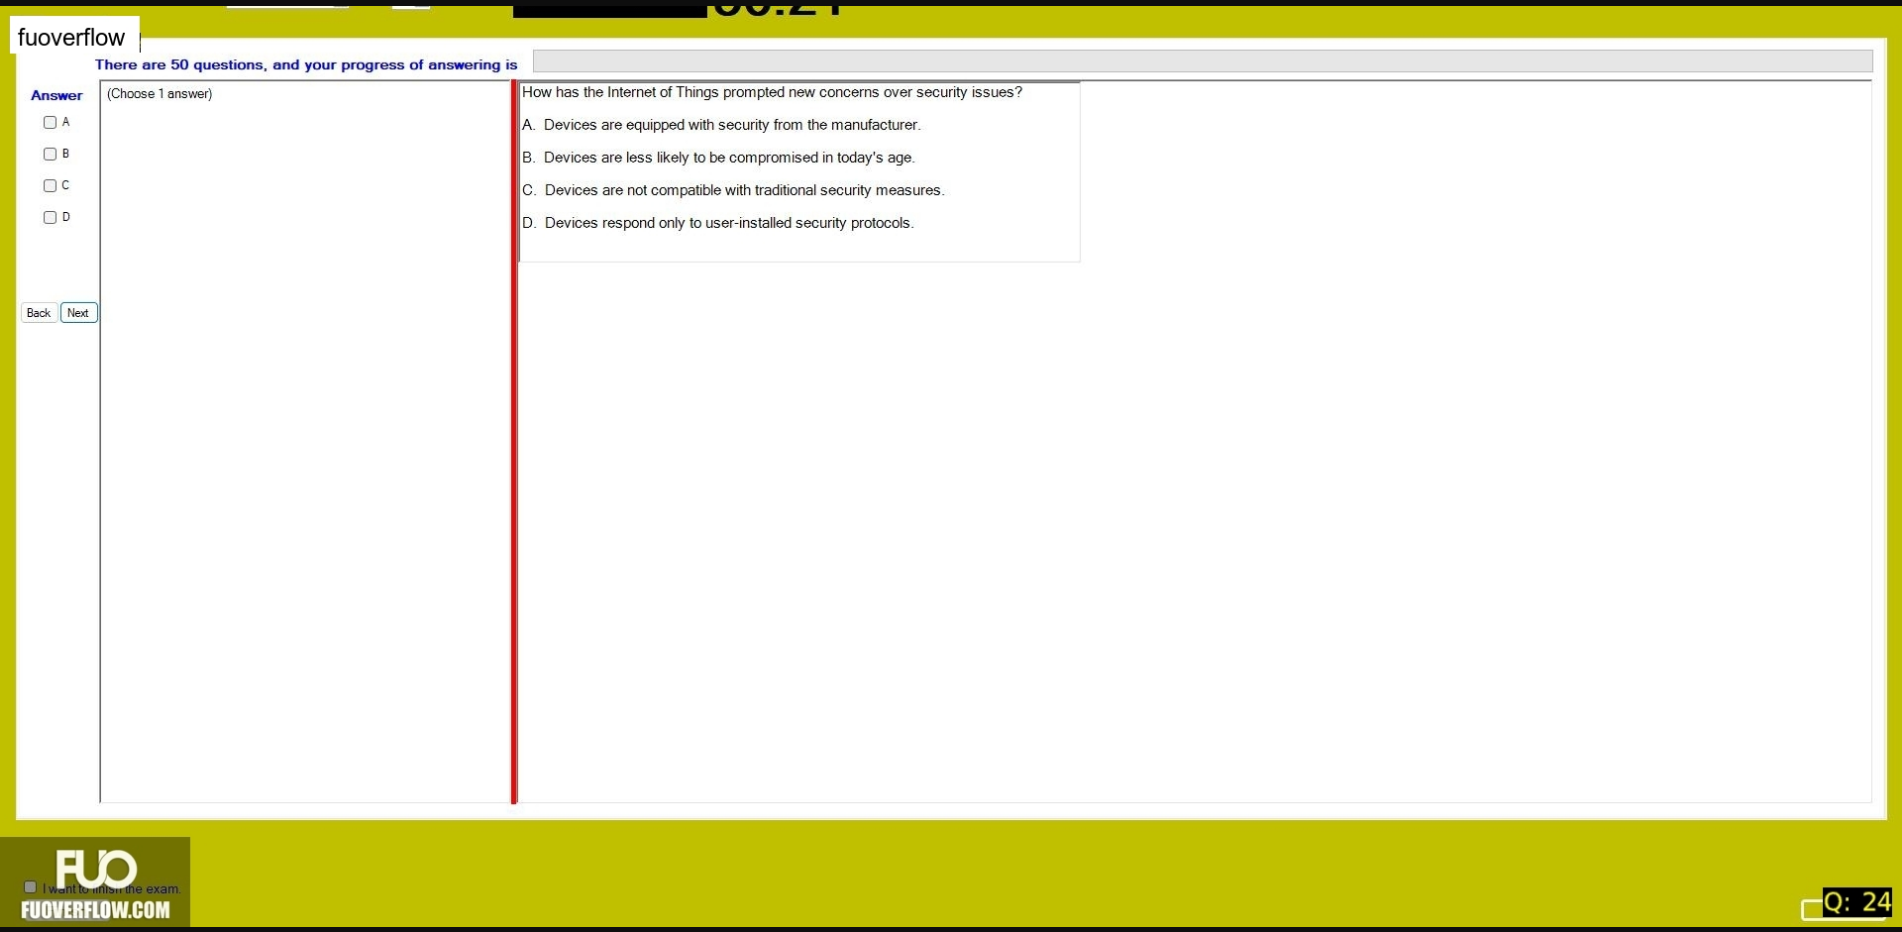 fuoverflow
There are 50 questions, and your progress of answering is
Answer
(Choose 1 answer)
A
B
C
D
Back Next
How has the Internet of Things prompted new concerns over security issues?
A. Devices are equipped with security from the manufacturer.
B. Devices are less likely to be compromised in today's age.
C. Devices are not compatible with traditional security measures.
D. Devices respond only to user-installed security protocols.
FUO
I want to finish the exam.
FUOVERFLOW.COM
Q: 24